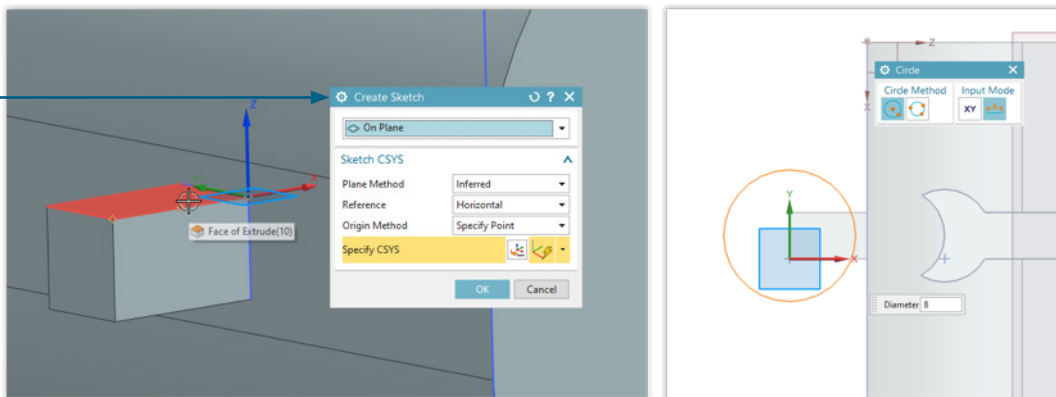 Z
X
Y
Create Sketch
On Plane
Sketch CSYS
Plane Method Inferred
Reference Horizontal
Origin Method Specify Point
Specify CSYS
OK Cancel
Face of Extrude(10)
Z
X
Circle
Circle Method Input Mode
XY
Y
X
Diameter 8